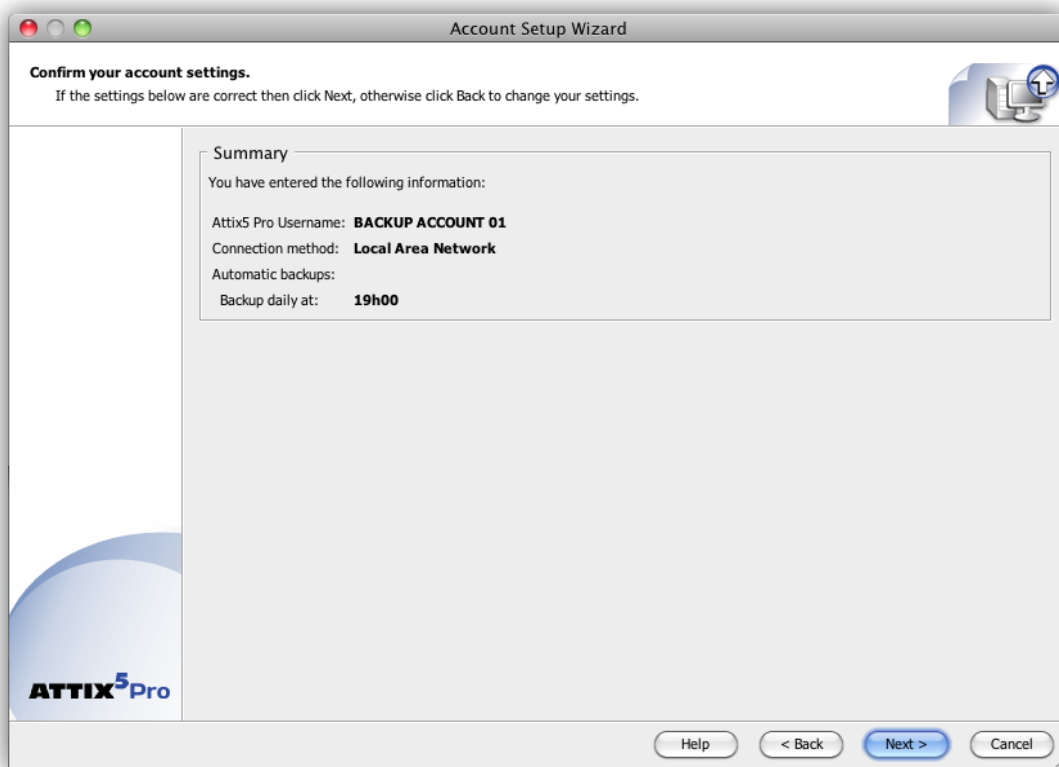 Account Setup Wizard
Confirm your account settings.
If the settings below are correct then click Next, otherwise click Back to change your settings.
Summary
You have entered the following information:
Attix5 Pro Username: BACKUP ACCOUNT 01
Connection method: Local Area Network
Automatic backups:
Backup daily at: 19h00
ATTIX5Pro
Help < Back Next > Cancel